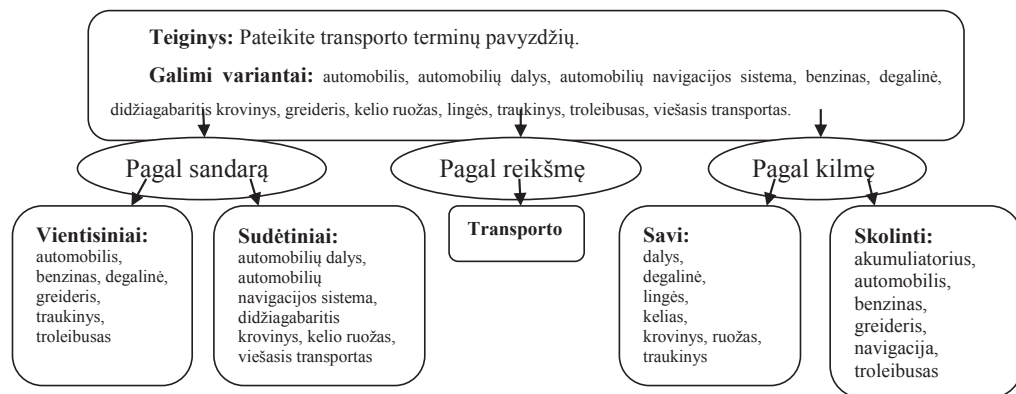 Teiginys: Pateikite transporto terminų pavyzdžių.
Galimi variantai: automobilis, automobilių dalys, automobilių navigacijos sistema, benzinas, degalinė,
didžiagabaritis krovinys, greideris, kelio ruožas, lingės, traukinys, troleibusas, viešasis transportas.
Pagal sandarą
Pagal reikšmę
Pagal kilmę
Vientisiniai:
automobilis,
benzinas, degalinė,
greideris,
traukinys,
troleibusas
Sudėtiniai:
automobilių dalys,
automobilių
navigacijos sistema,
didžiagabaritis
krovinys, kelio ruožas,
viešasis transportas
Transporto
Savi:
dalys,
degalinė,
lingės,
kelias,
krovinys, ruožas,
traukinys
Skolinti:
akumuliatorius,
automobilis,
benzinas,
greideris,
navigacija,
troleibusas